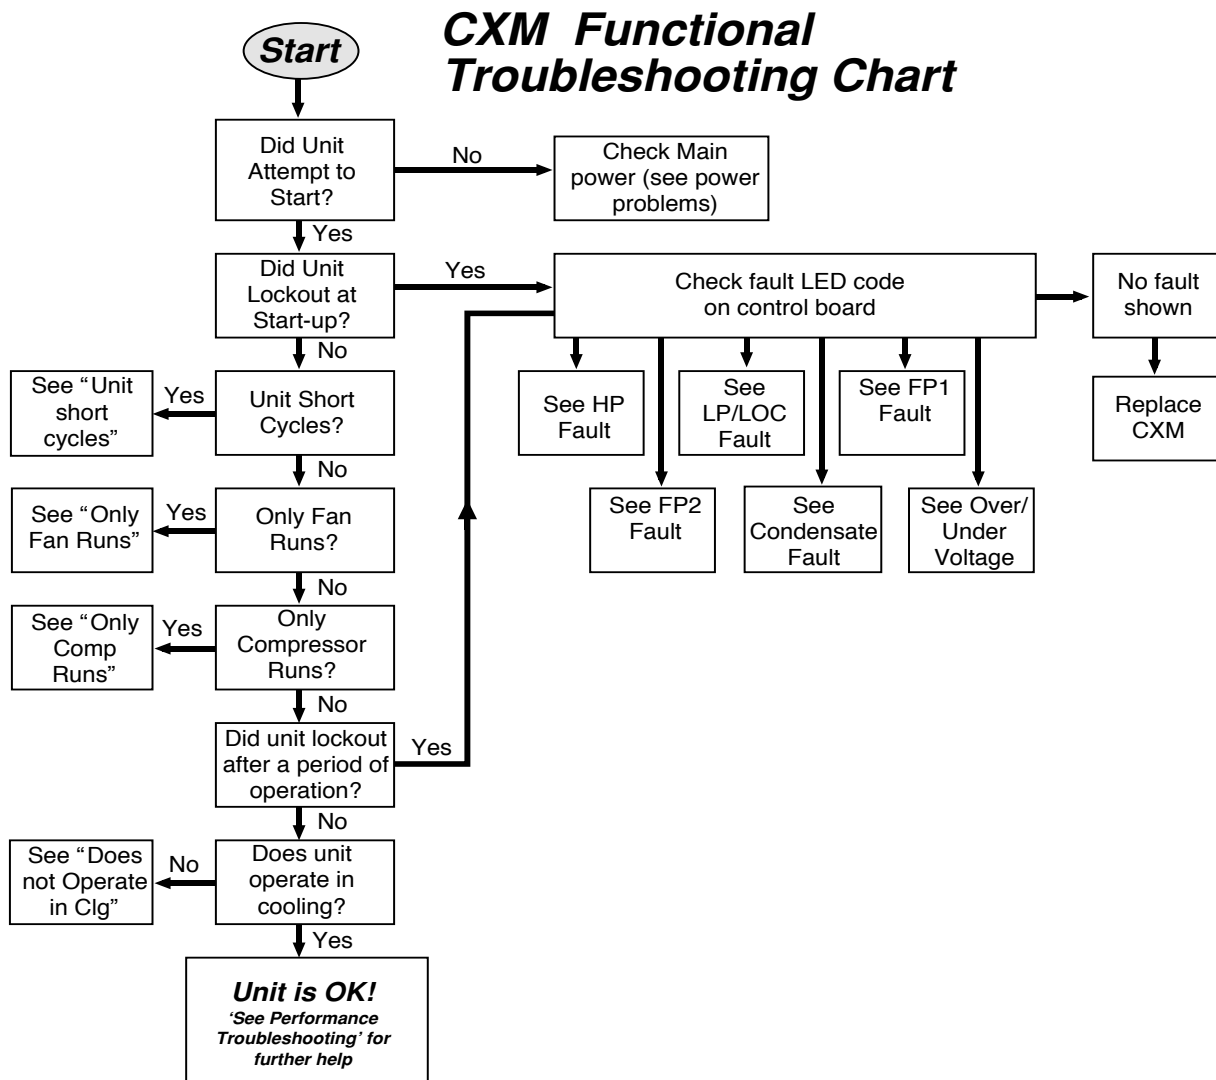 CXM Functional
Troubleshooting Chart
Start
Did Unit
Attempt to
Start?
No
Check Main
power (see power
problems)
Yes
Did Unit
Lockout at
Start-up?
Yes
Check fault LED code
on control board
No fault
shown
No
See “Unit
short
cycles”
Yes
Unit Short
Cycles?
See HP
Fault
See
LP/LOC
Fault
See FP1
Fault
Replace
CXM
No
See “Only
Fan Runs”
Yes
Only Fan
Runs?
See FP2
Fault
See
Condensate
Fault
See Over/
Under
Voltage
No
See “Only
Comp
Runs”
Yes
Only
Compressor
Runs?
No
Did unit lockout
after a period of
operation?
Yes
No
See “Does
not Operate
in Clg”
No
Does unit
operate in
cooling?
Yes
Unit is OK!
‘See Performance
Troubleshooting’ for
further help